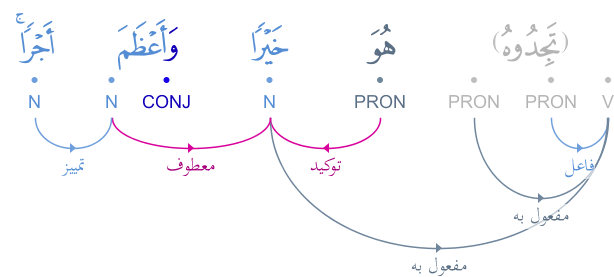 (تَجِدُوهُ) هُوَ خَيْرًا وَأَعْظَمَ أَجْرًا ۚ
V PRON PRON PRON N CONJ N N
فاعل توكيد معطوف تمييز
مفعول به
مفعول به